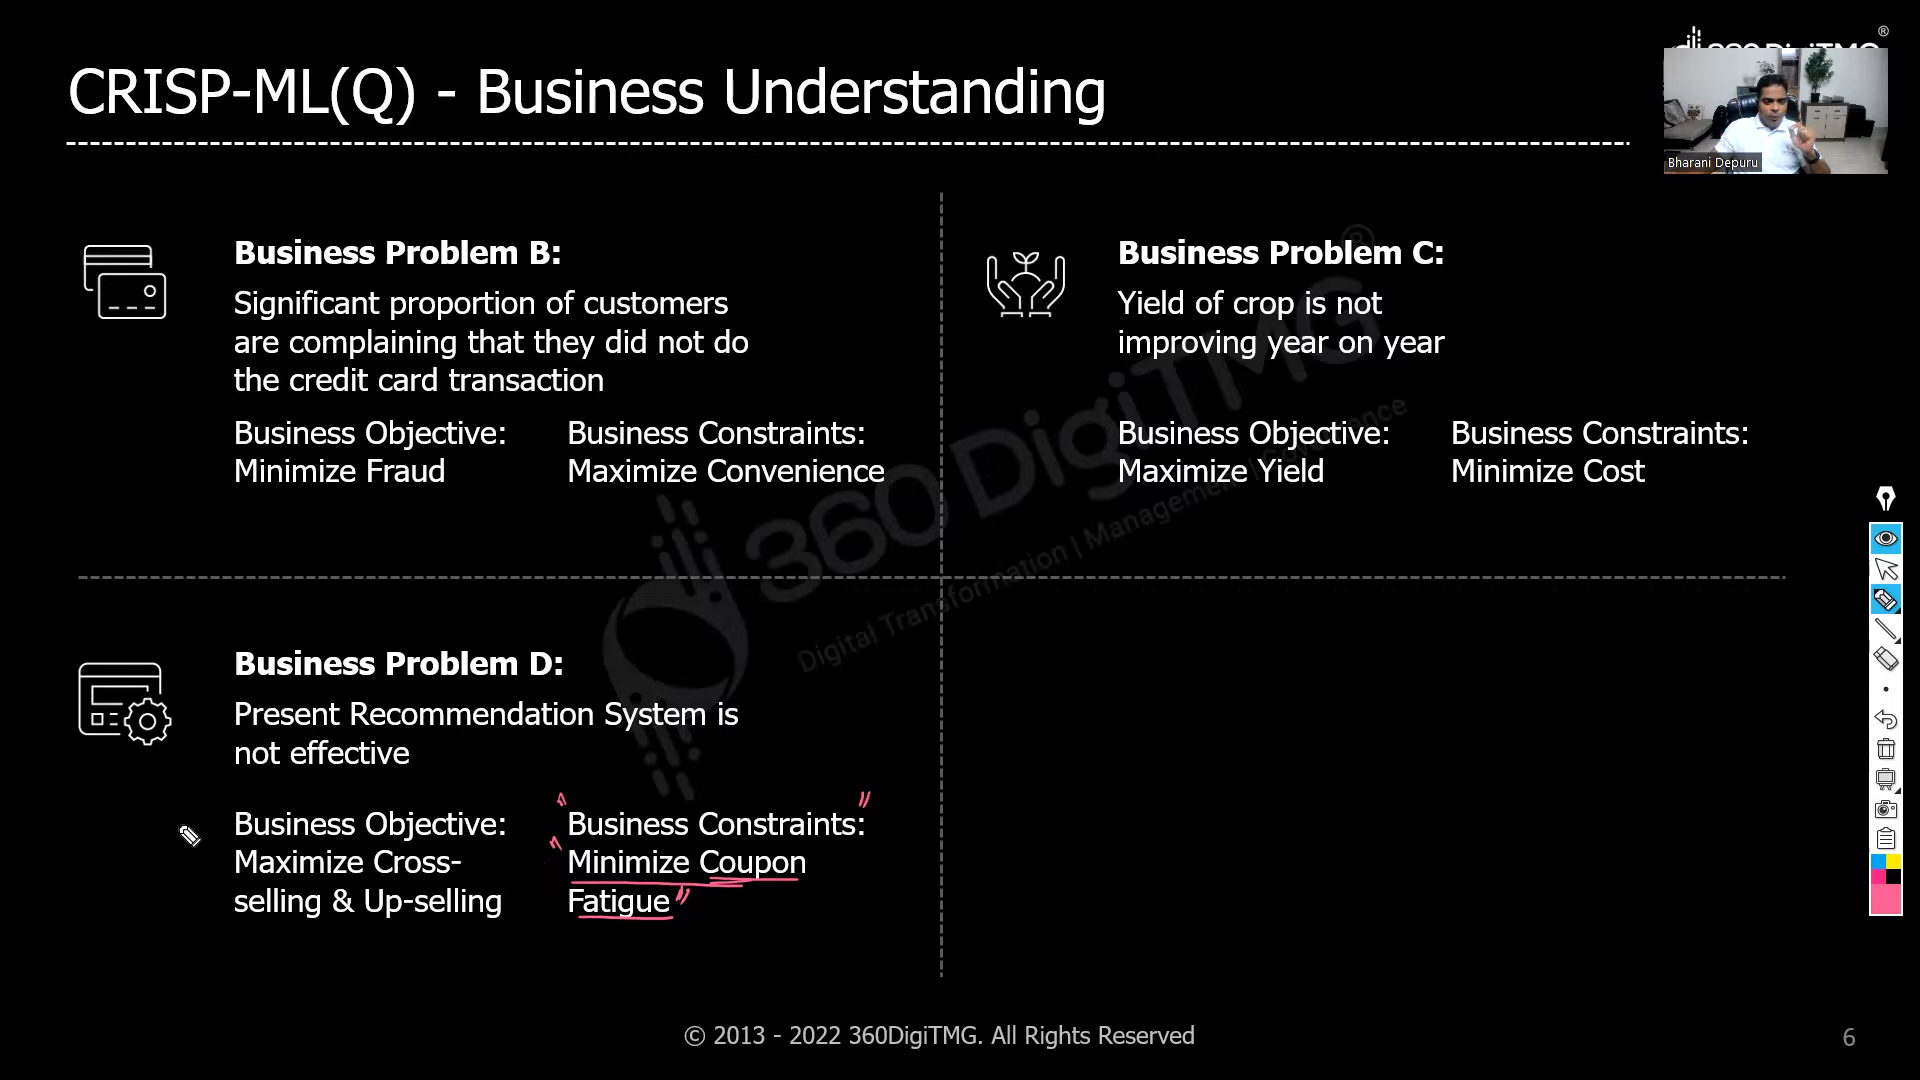 CRISP-ML(Q) - Business Understanding
360DigiTMG
®
Bharani Depuru
Business Problem B:
Significant proportion of customers
are complaining that they did not do
the credit card transaction
Business Objective:
Minimize Fraud
Business Constraints:
Maximize Convenience
Business Problem C:
Yield of crop is not
improving year on year
Business Objective:
Maximize Yield
Business Constraints:
Minimize Cost
360DigiTMG
®
Digital Transformation | Management | Governance
Business Problem D:
Present Recommendation System is
not effective
Business Objective:
Maximize Cross-
selling & Up-selling
Business Constraints:
Minimize Coupon
Fatigue
© 2013 - 2022 360DigiTMG. All Rights Reserved
6